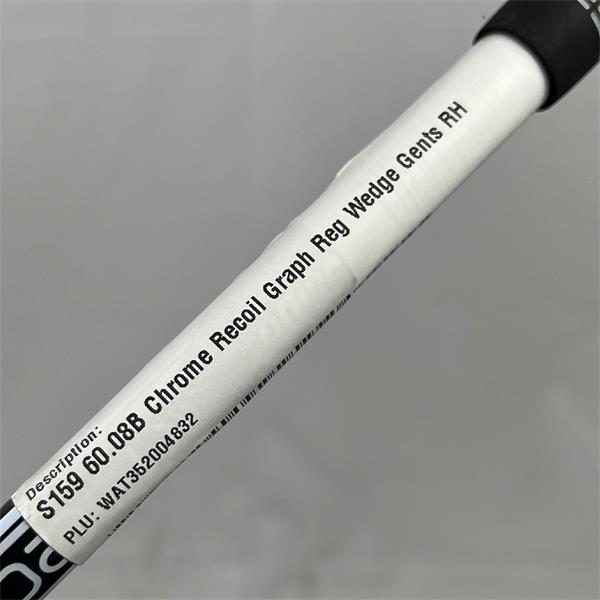 Description:
S159 60.08B Chrome Recoil Graph Reg Wedge Gents RH
PLU: WAT352004832